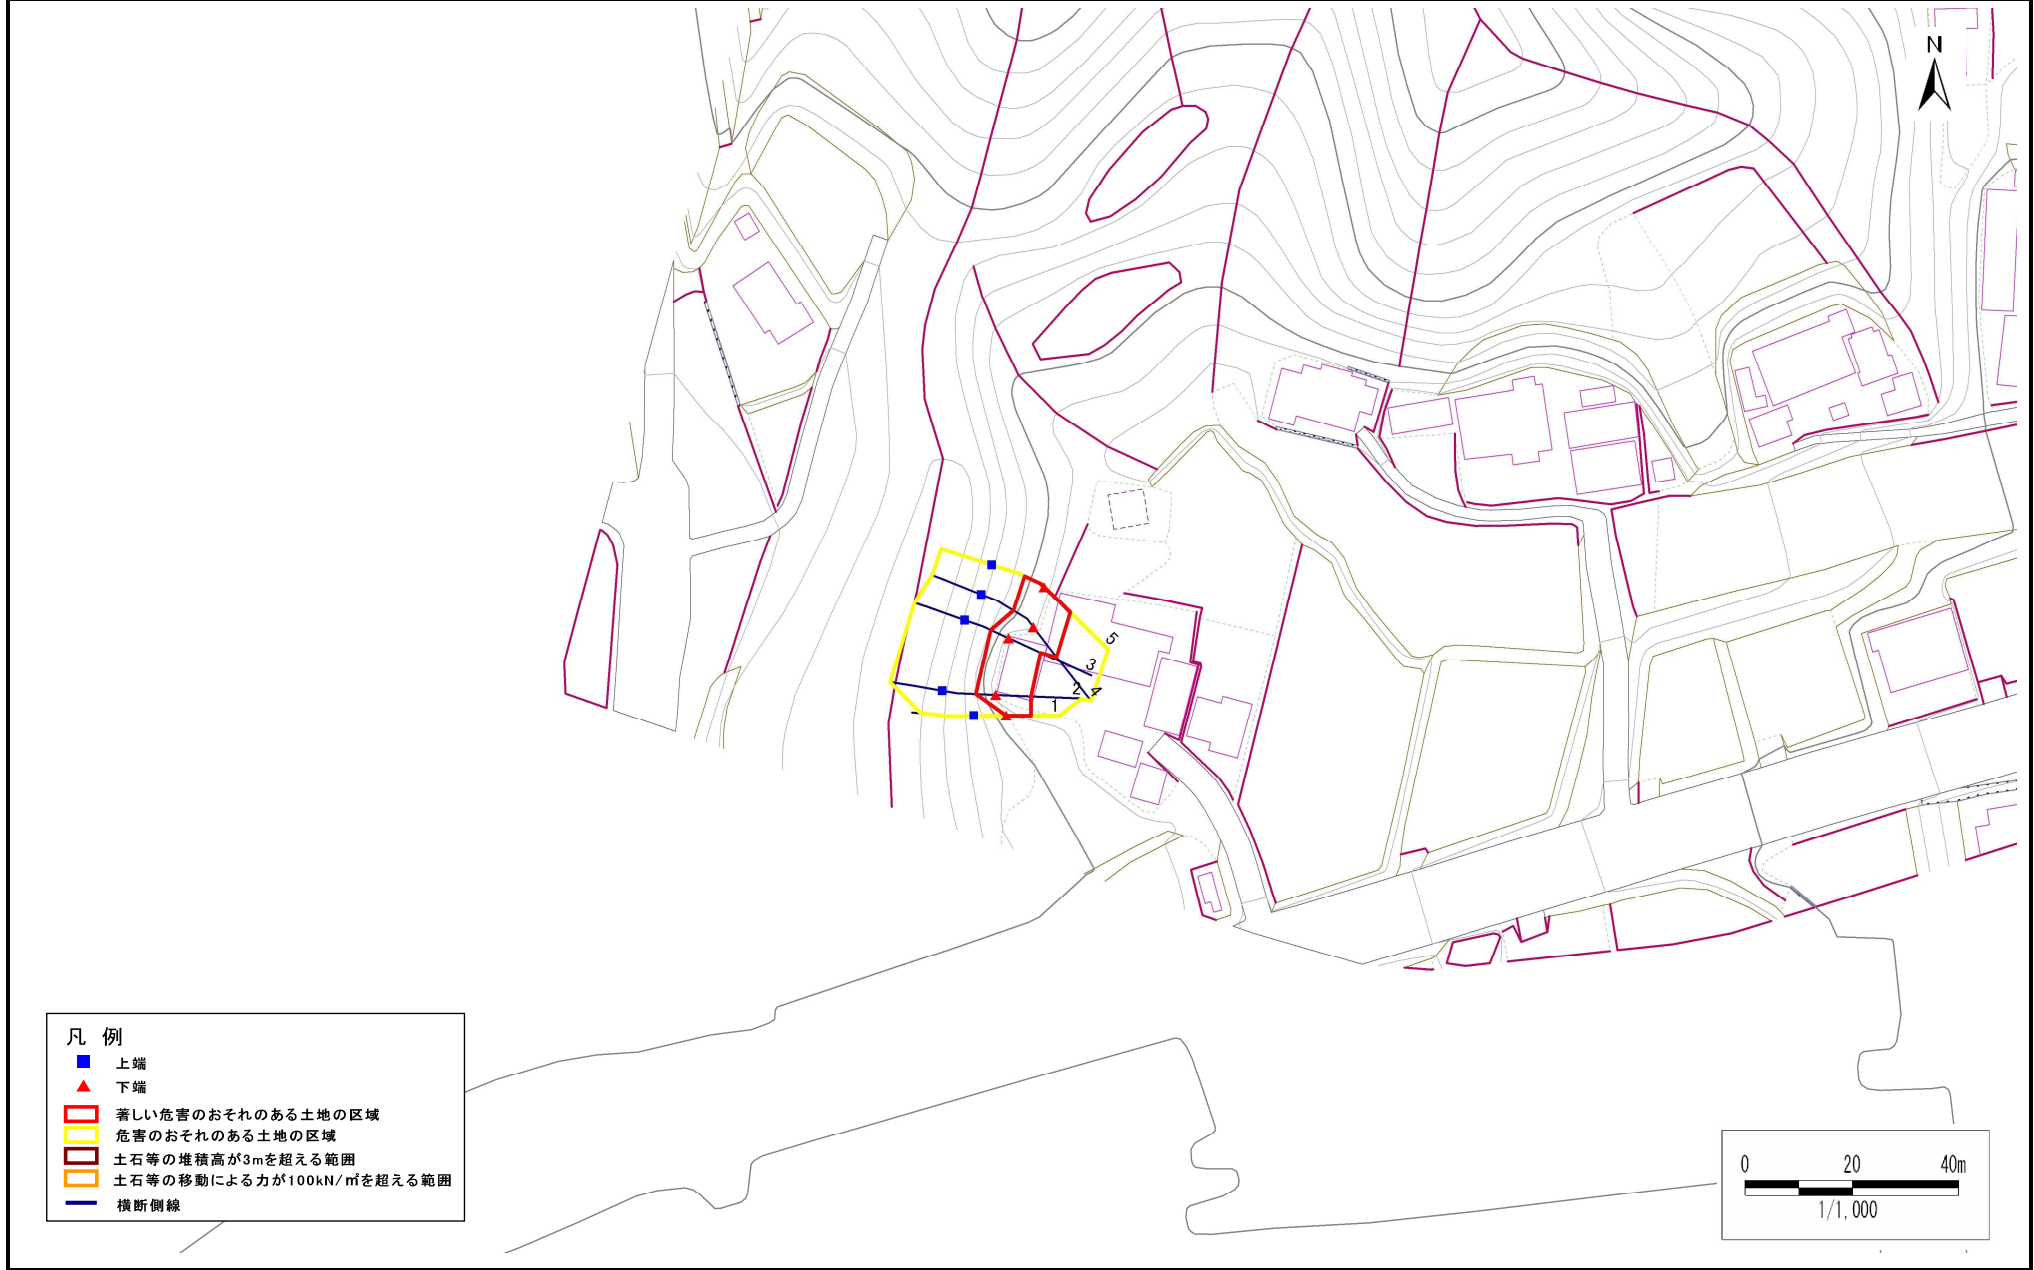 N
5
3
2
4
1
凡 例
上端
下端
著しい危害のおそれのある土地の区域
危害のおそれのある土地の区域
土石等の堆積高が3mを超える範囲
土石等の移動による力が100kN/㎡を超える範囲
横断側線
0 20 40m
1/1,000